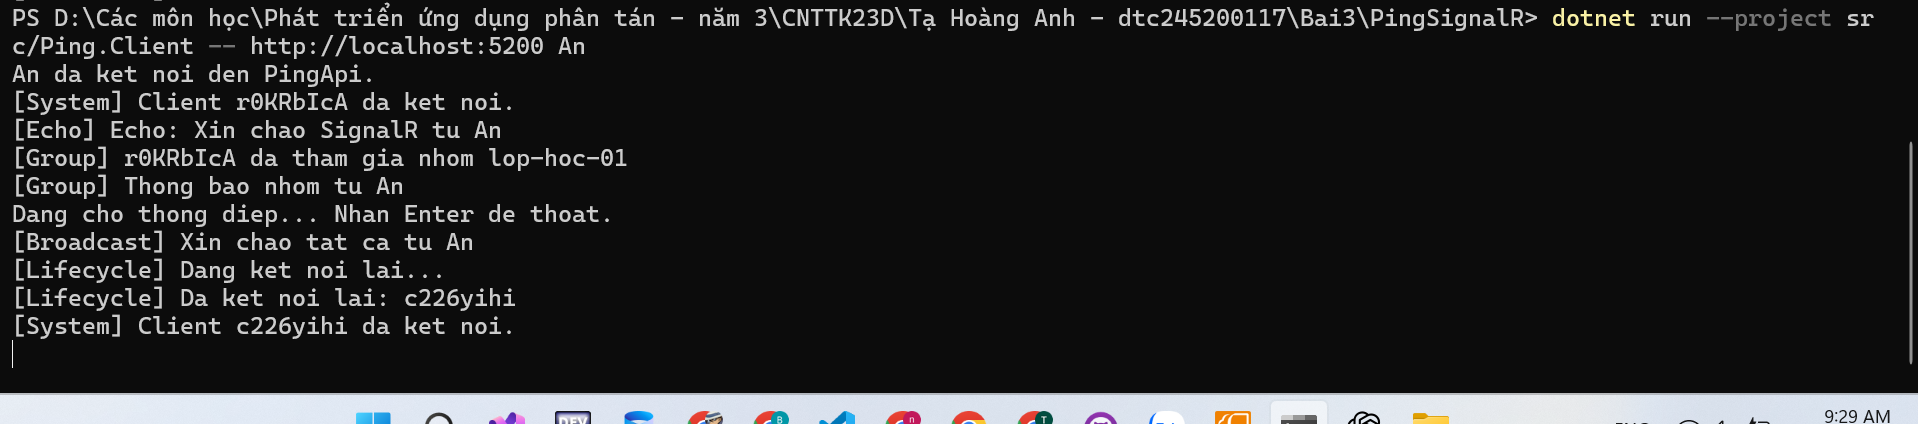 PS D:\Các môn học\Phát triển ứng dụng phân tán - năm 3\CNTTK23D\Tạ Hoàng Anh - dtc245200117\Bai3\PingSignalR> dotnet run --project sr
c/Ping.Client -- http://localhost:5200 An
An da ket noi den PingApi.
[System] Client r0KRbIcA da ket noi.
[Echo] Echo: Xin chao SignalR tu An
[Group] r0KRbIcA da tham gia nhom lop-hoc-01
[Group] Thong bao nhom tu An
Dang cho thong diep... Nhan Enter de thoat.
[Broadcast] Xin chao tat ca tu An
[Lifecycle] Dang ket noi lai...
[Lifecycle] Da ket noi lai: c226yihi
[System] Client c226yihi da ket noi.
9:29 AM